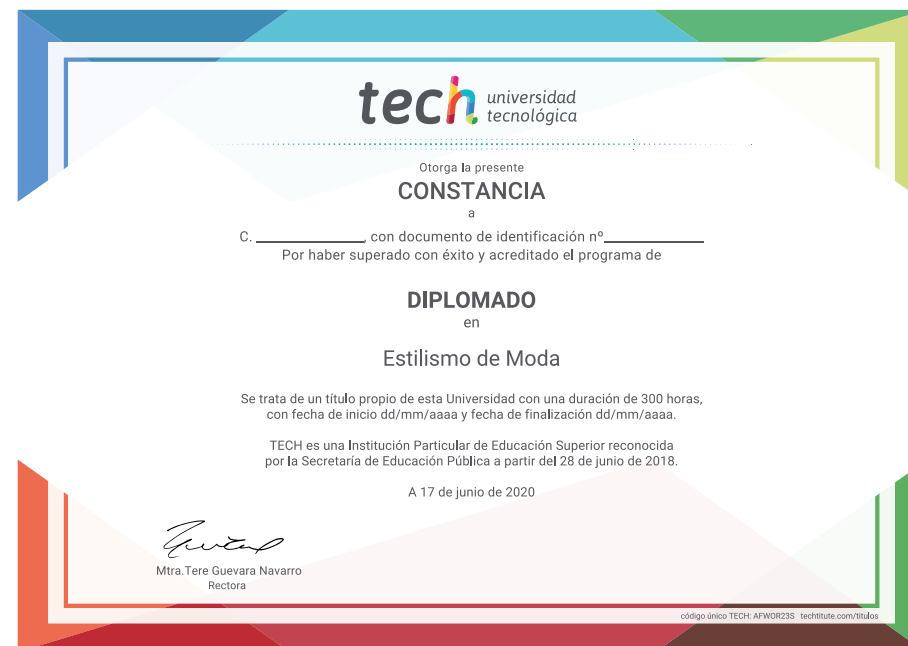 tech universidad
tecnológica
Otorga la presente
CONSTANCIA
a
C. ______________, con documento de identificación nº_____________
Por haber superado con éxito y acreditado el programa de
DIPLOMADO
en
Estilismo de Moda
Se trata de un título propio de esta Universidad con una duración de 300 horas,
con fecha de inicio dd/mm/aaaa y fecha de finalización dd/mm/aaaa.
TECH es una Institución Particular de Educación Superior reconocida
por la Secretaría de Educación Pública a partir del 28 de junio de 2018.
A 17 de junio de 2020
Mtra.Tere Guevara Navarro
Rectora
código único TECH: AFWOR23S techtitute.com/titulos